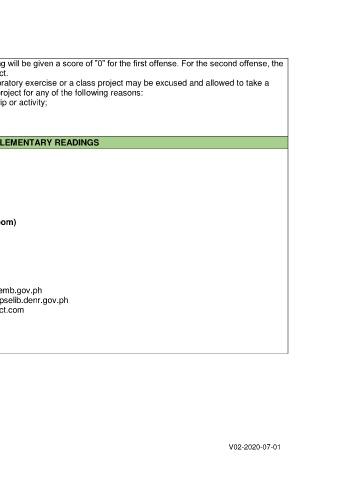 g will be given a score of "0" for the first offense. For the second offense, the
ct.
oratory exercise or a class project may be excused and allowed to take a
roject for any of the following reasons:
ip or activity;
LEMENTARY READINGS
om)
emb.gov.ph
pselib.denr.gov.ph
ct.com
V02-2020-07-01